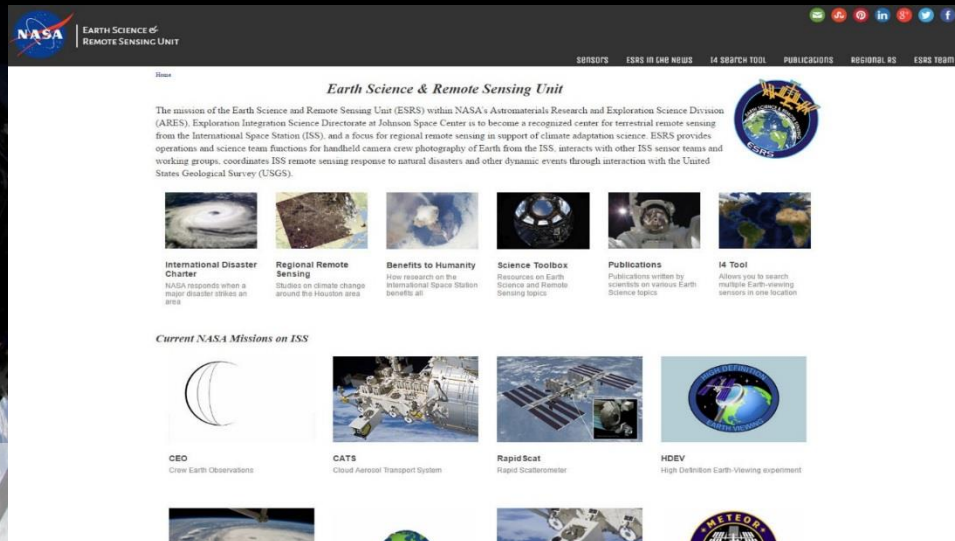 NASA
EARTH SCIENCE &
REMOTE SENSING UNIT
sensors ESRS in the News I4 Search Tool Publications Regional RS ESRS Team
Home
Earth Science & Remote Sensing Unit
The mission of the Earth Science and Remote Sensing Unit (ESRS) within NASA's Astromaterials Research and Exploration Science Division
(ARES), Exploration Integration Science Directorate at Johnson Space Center is to become a recognized center for terrestrial remote sensing
from the International Space Station (ISS), and a focus for regional remote sensing in support of climate adaptation science. ESRS provides
operations and science team functions for handheld camera crew photography of Earth from the ISS, interacts with other ISS sensor teams and
working groups, coordinates ISS remote sensing response to natural disasters and other dynamic events through interaction with the United
States Geological Survey (USGS).
EARTH SCIENCE & REMOTE SENSING UNIT
ESRS
International Disaster
Charter
NASA responds when a
major disaster strikes an
area
Regional Remote
Sensing
Studies on climate change
around the Houston area
Benefits to Humanity
How research on the
International Space Station
benefits all
Science Toolbox
Resources on Earth
Science and Remote
Sensing topics
Publications
Publications written by
scientists on various Earth
Science topics
I4 Tool
Allows you to search
multiple Earth-viewing
sensors in one location
Current NASA Missions on ISS
HIGH DEFINITION
EARTH VIEWING
CEO
Crew Earth Observations
CATS
Cloud Aerosol Transport System
RapidScat
Rapid Scatterometer
HDEV
High Definition Earth-Viewing experiment
METEOR